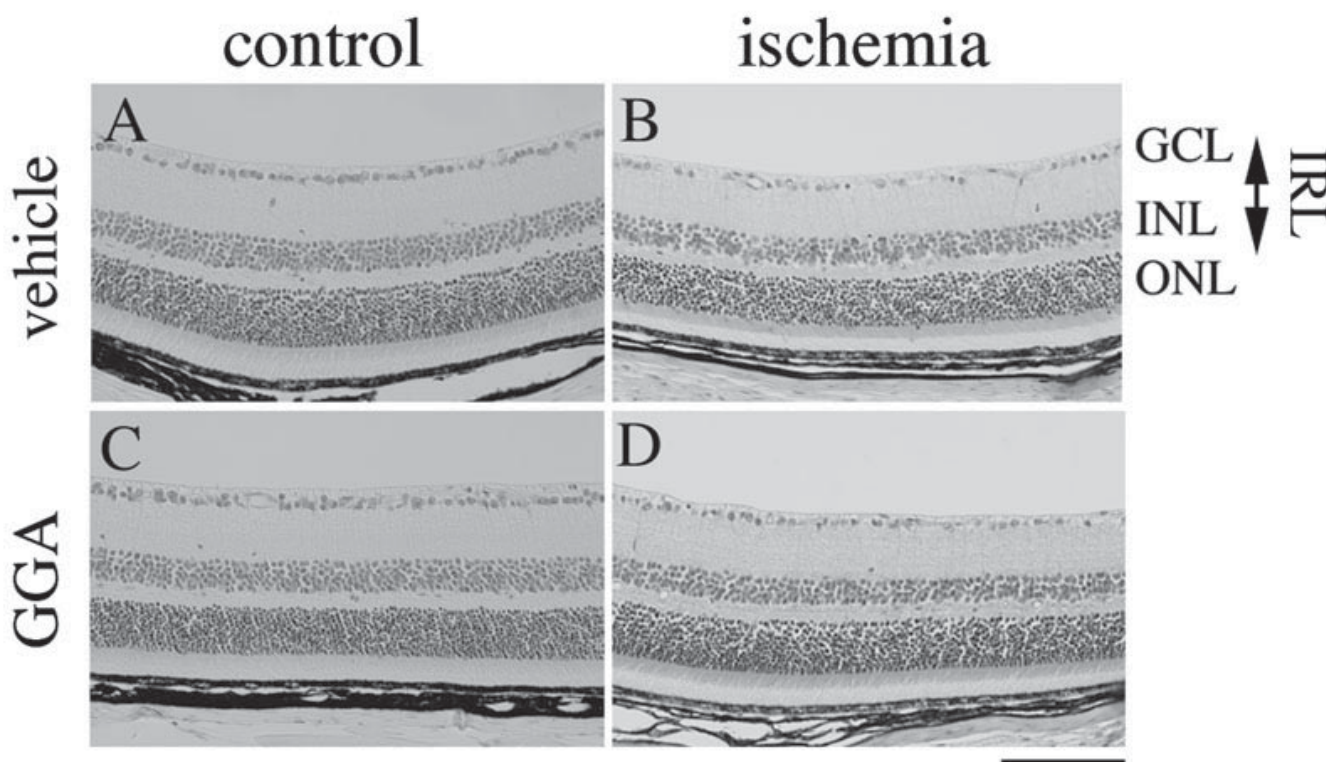 control ischemia
vehicle
A
B
GCL
INL
ONL
IRL
GGA
C
D